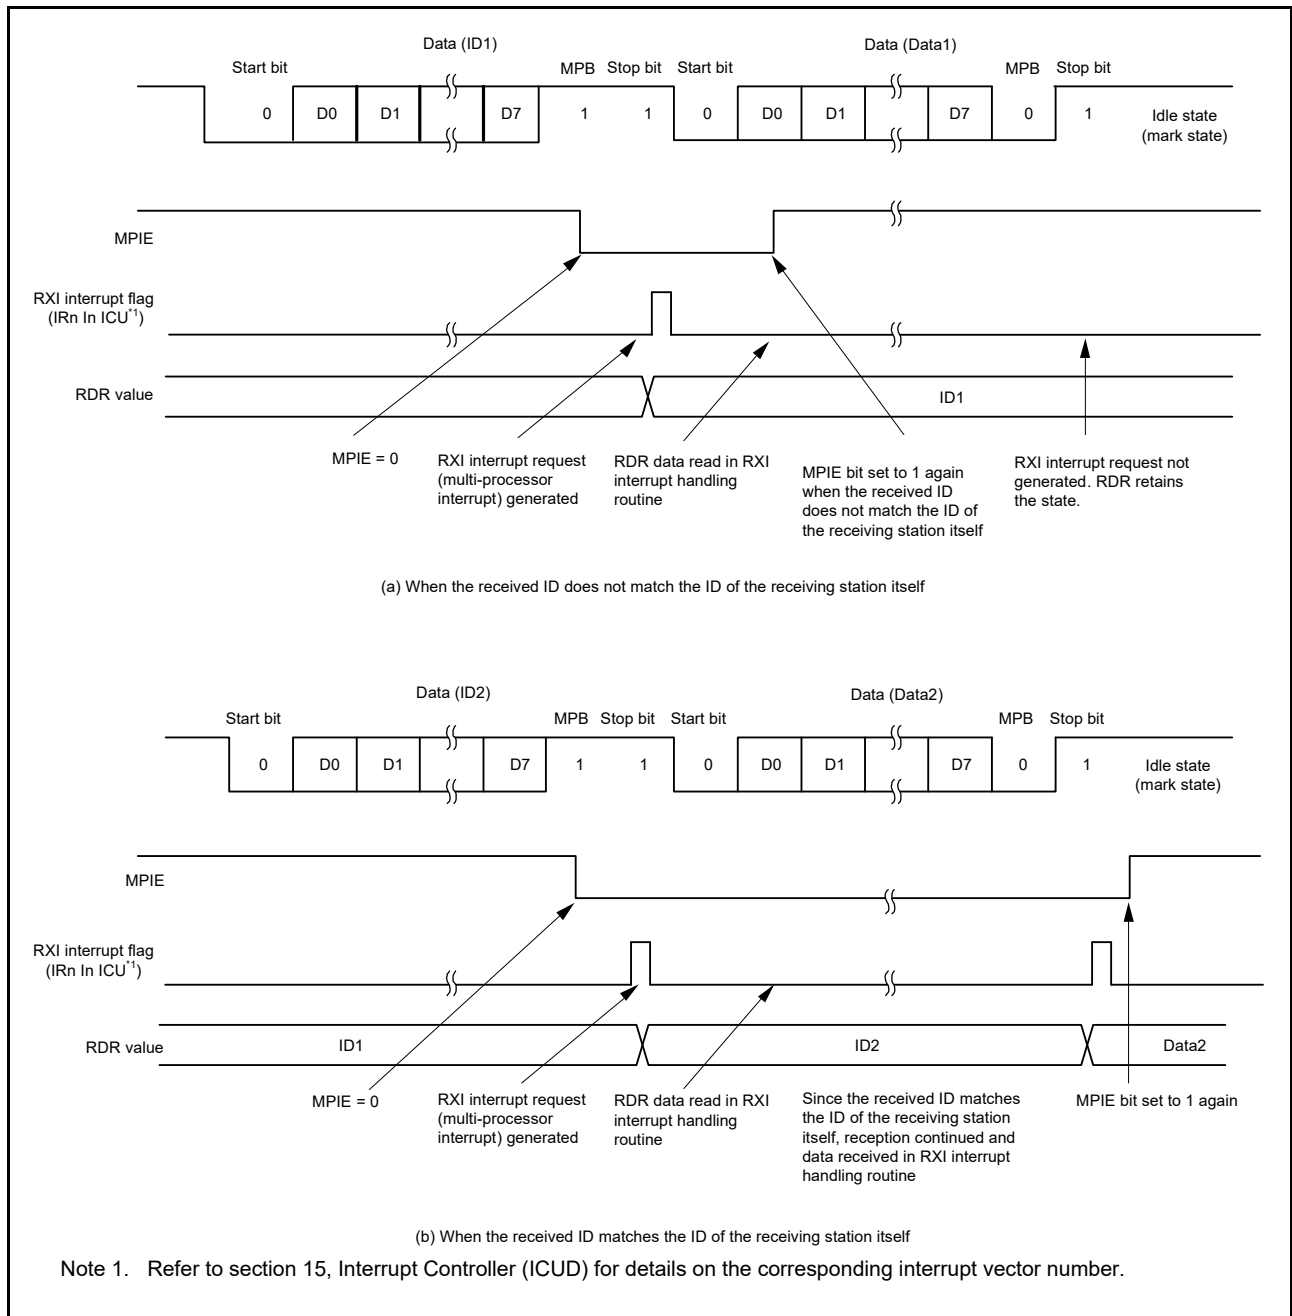 Data (ID1) Data (Data1)
Start bit MPB Stop bit Start bit MPB Stop bit
0 D0 D1 D7 1 1 0 D0 D1 D7 0 1 Idle state
(mark state)
MPIE
RXI interrupt flag
(IRn In ICU*1)
RDR value ID1
MPIE = 0
RXI interrupt request
(multi-processor
interrupt) generated
RDR data read in RXI
interrupt handling
routine
MPIE bit set to 1 again
when the received ID
does not match the ID of
the receiving station itself
RXI interrupt request not
generated. RDR retains
the state.
(a) When the received ID does not match the ID of the receiving station itself
Data (ID2) Data (Data2)
Start bit MPB Stop bit Start bit MPB Stop bit
0 D0 D1 D7 1 1 0 D0 D1 D7 0 1 Idle state
(mark state)
MPIE
RXI interrupt flag
(IRn In ICU*1)
RDR value ID1 ID2 Data2
MPIE = 0
RXI interrupt request
(multi-processor
interrupt) generated
RDR data read in RXI
interrupt handling
routine
Since the received ID matches
the ID of the receiving station
itself, reception continued and
data received in RXI interrupt
handling routine
MPIE bit set to 1 again
(b) When the received ID matches the ID of the receiving station itself
Note 1. Refer to section 15, Interrupt Controller (ICUD) for details on the corresponding interrupt vector number.